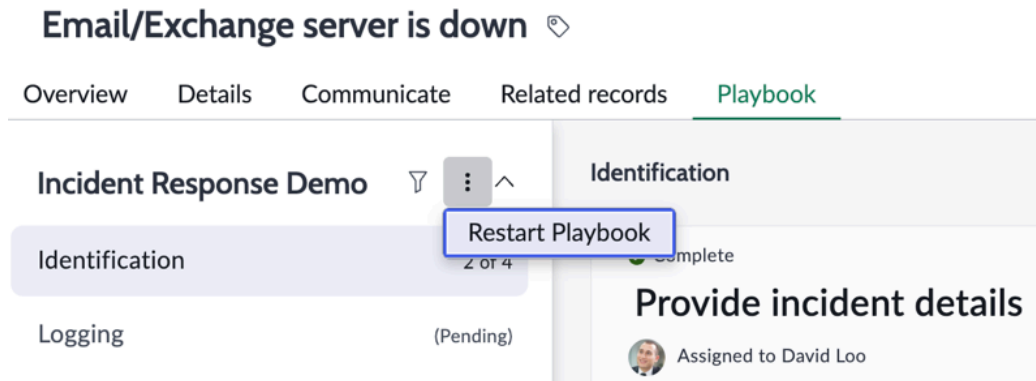 Email/Exchange server is down
Overview Details Communicate Related records Playbook
Incident Response Demo
Restart Playbook
Identification 2 of 4
Logging (Pending)
Identification
Complete
Provide incident details
Assigned to David Loo